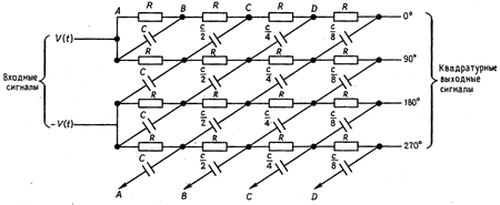 A R B R C R D R 0°
V(t)
C C/2 C/4 C/8
R R R R 90°
Входные
сигналы
C C/2 C/4 C/8
Квадратурные
выходные
сигналы
R R R R 180°
-V(t)
C C/2 C/4 C/8
R R R R 270°
C C/2 C/4 C/8
A B C D